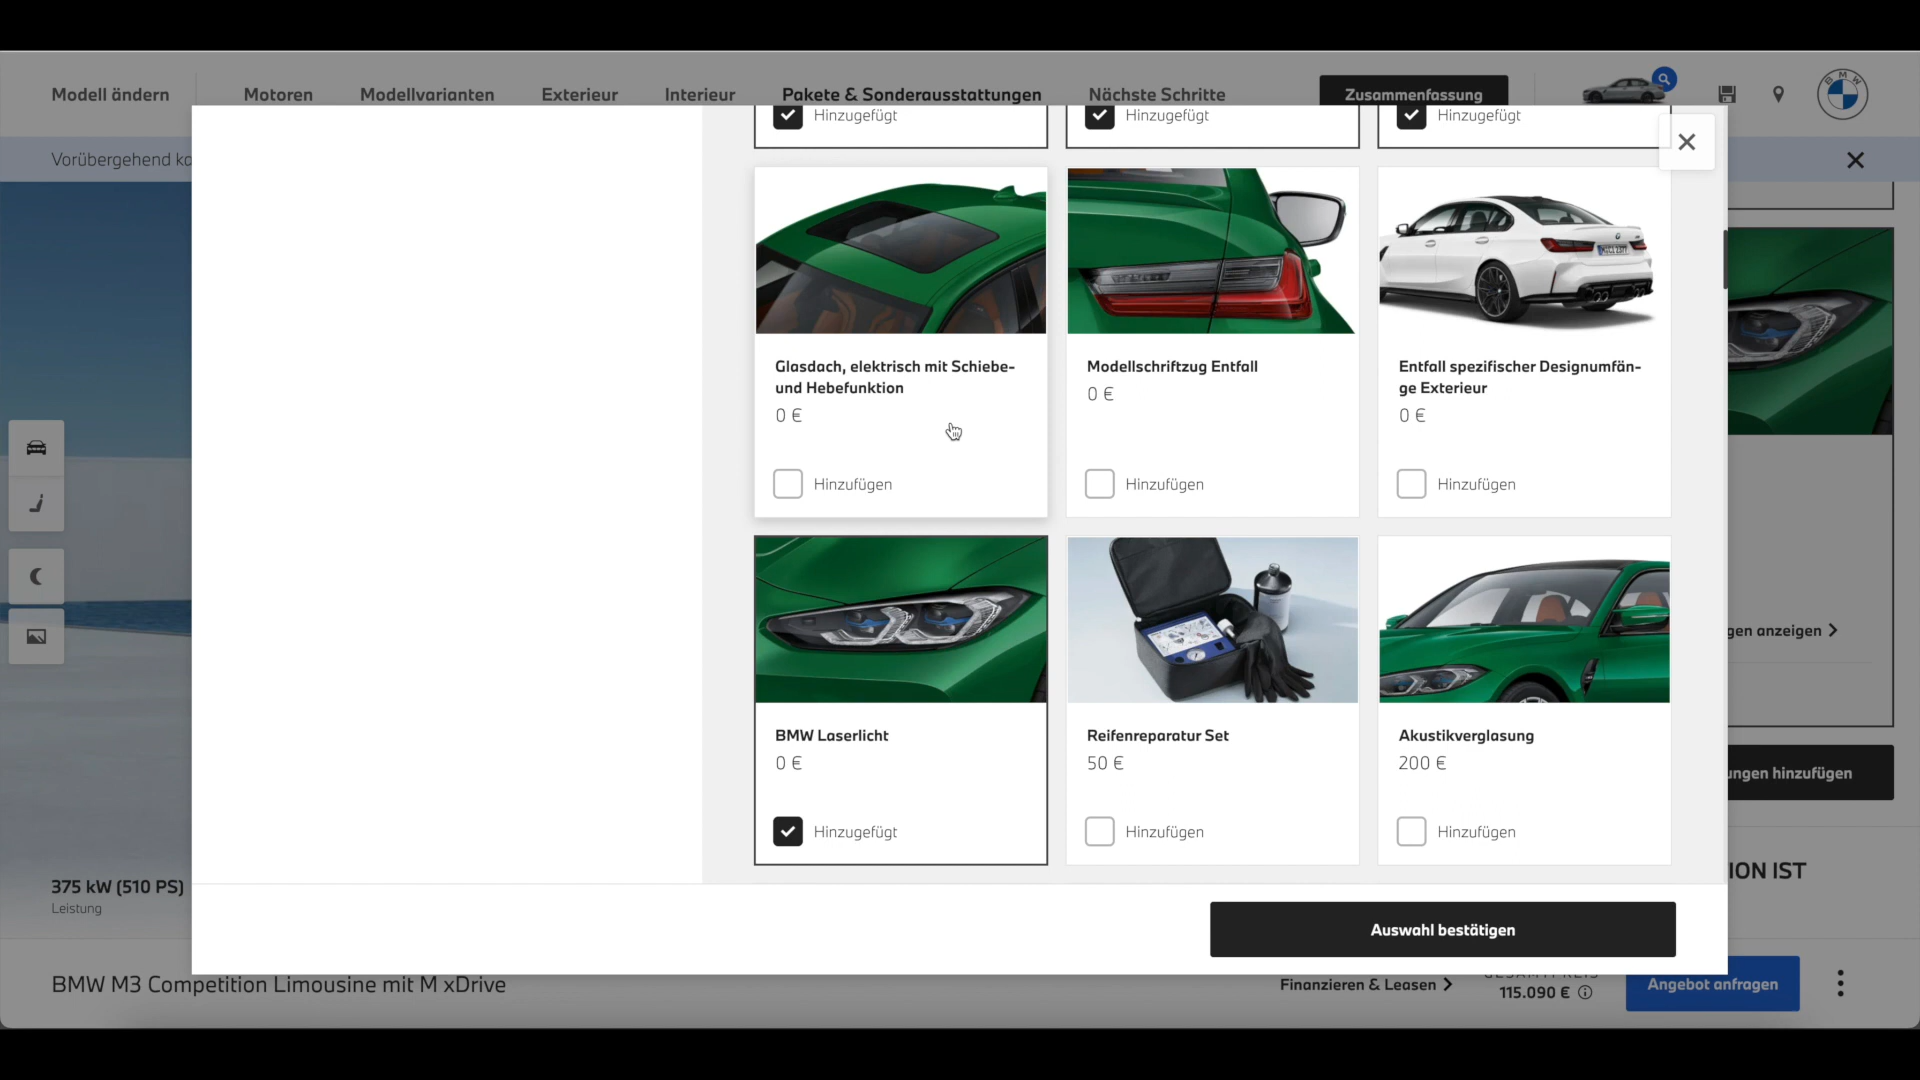 Modell ändern
Motoren
Modellvarianten
Exterieur
Interieur
Pakete & Sonderausstattungen
Nächste Schritte
Zusammenfassung
BMW
Vorübergehend
Hinzugefügt
Hinzugefügt
Hinzugefügt
Glasdach, elektrisch mit Schiebe-
und Hebefunktion
0 €
Hinzufügen
Modellschriftzug Entfall
0 €
Hinzufügen
Entfall spezifischer Designumfän-
ge Exterieur
0 €
Hinzufügen
BMW Laserlicht
0 €
Hinzugefügt
Reifenreparatur Set
50 €
Hinzufügen
Akustikverglasung
200 €
Hinzufügen
gen anzeigen
ungen hinzufügen
ION IST
375 kW (510 PS)
Leistung
Auswahl bestätigen
BMW M3 Competition Limousine mit M xDrive
Finanzieren & Leasen
115.090 €
Angebot anfragen